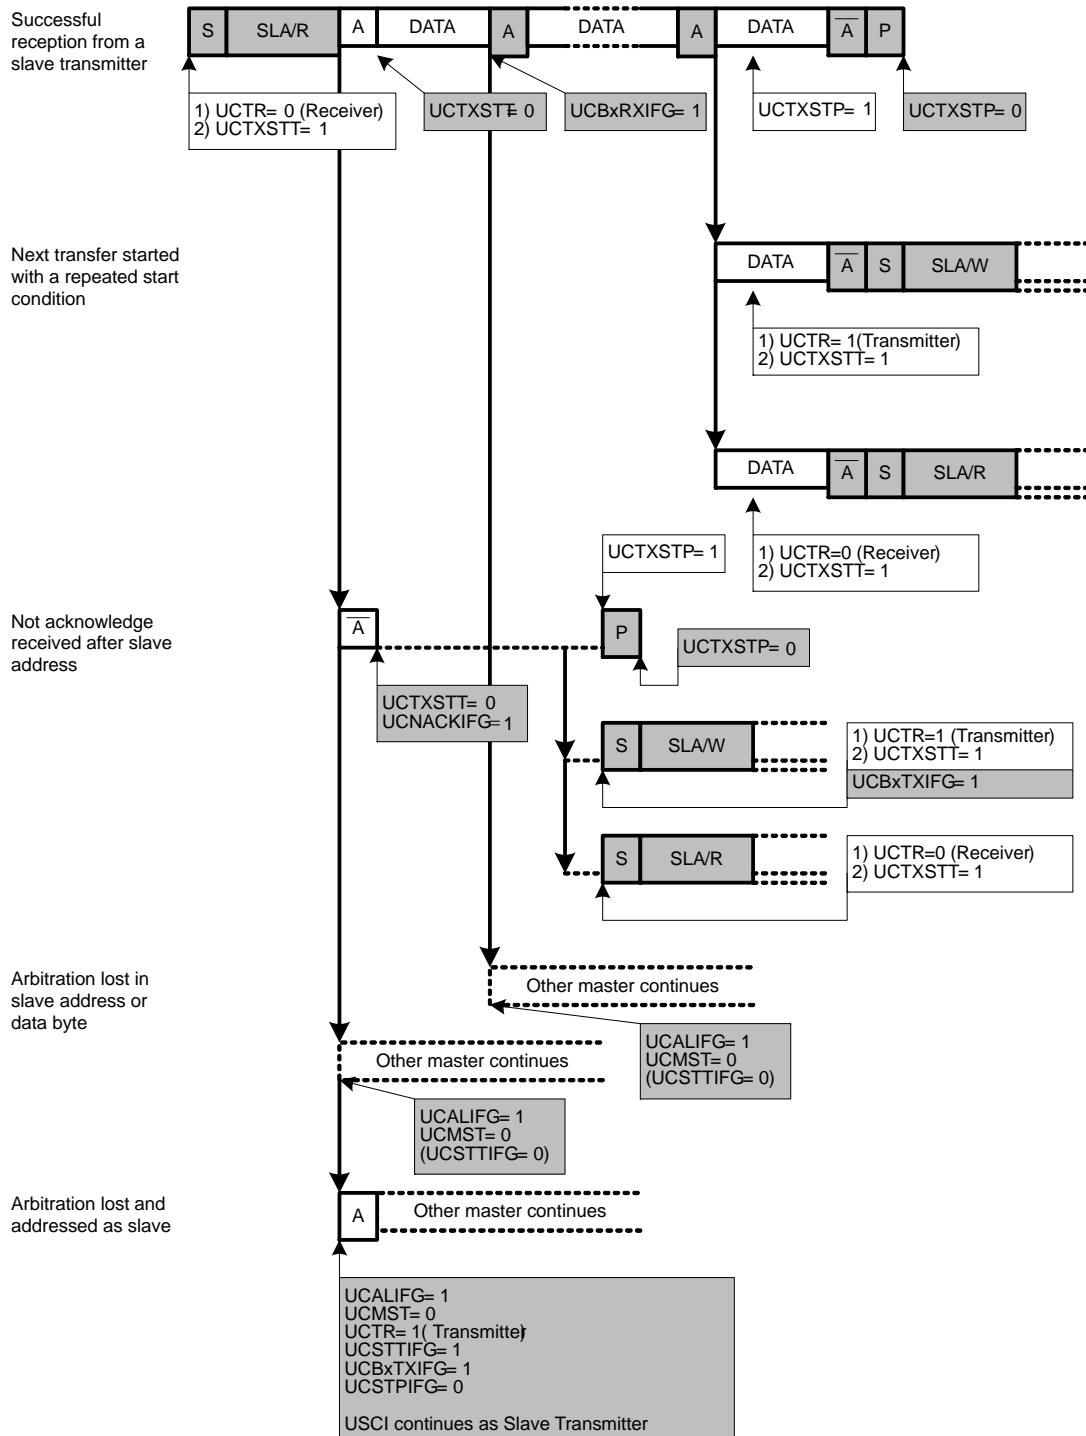 Successful
reception from a
slave transmitter
S SLA/R A DATA A DATA A DATA A P
1) UCTR= 0 (Receiver)
2) UCTXSTT= 1
UCTXSTT= 0
UCBxRXIFG= 1
UCTXSTP= 1
UCTXSTP= 0
Next transfer started
with a repeated start
condition
DATA A S SLA/W
1) UCTR= 1(Transmitter)
2) UCTXSTT= 1
DATA A S SLA/R
1) UCTR=0 (Receiver)
2) UCTXSTT= 1
UCTXSTP= 1
Not acknowledge
received after slave
address
A
P
UCTXSTP= 0
UCTXSTT= 0
UCNACKIFG= 1
S SLA/W
1) UCTR=1 (Transmitter)
2) UCTXSTT= 1
UCBxTXIFG= 1
S SLA/R
1) UCTR=0 (Receiver)
2) UCTXSTT= 1
Arbitration lost in
slave address or
data byte
Other master continues
UCALIFG= 1
UCMST= 0
(UCSTTIFG= 0)
Other master continues
UCALIFG= 1
UCMST= 0
(UCSTTIFG= 0)
Arbitration lost and
addressed as slave
A Other master continues
UCALIFG= 1
UCMST= 0
UCTR= 1( Transmitter)
UCSTTIFG= 1
UCBxTXIFG= 1
UCSTPIFG= 0
USCI continues as Slave Transmitter